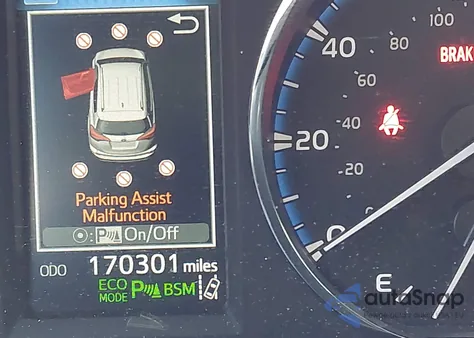 Parking Assist
Malfunction
P On/Off
ODO 170301 miles
ECO
MODE P BSM
40
20
0
100
80
60
40
20
BRAK
E
autoSnap